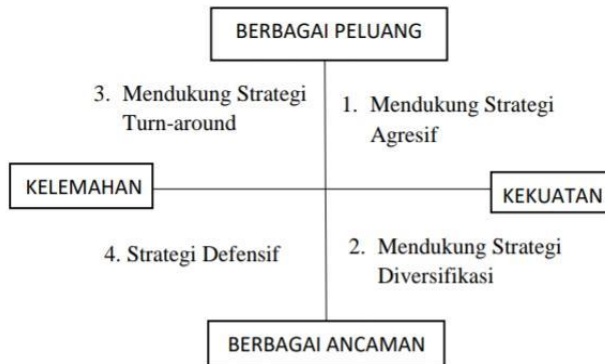 BERBAGAI PELUANG
3. Mendukung Strategi
Turn-around
1. Mendukung Strategi
Agresif
KELEMAHAN
KEKUATAN
4. Strategi Defensif
2. Mendukung Strategi
Diversifikasi
BERBAGAI ANCAMAN